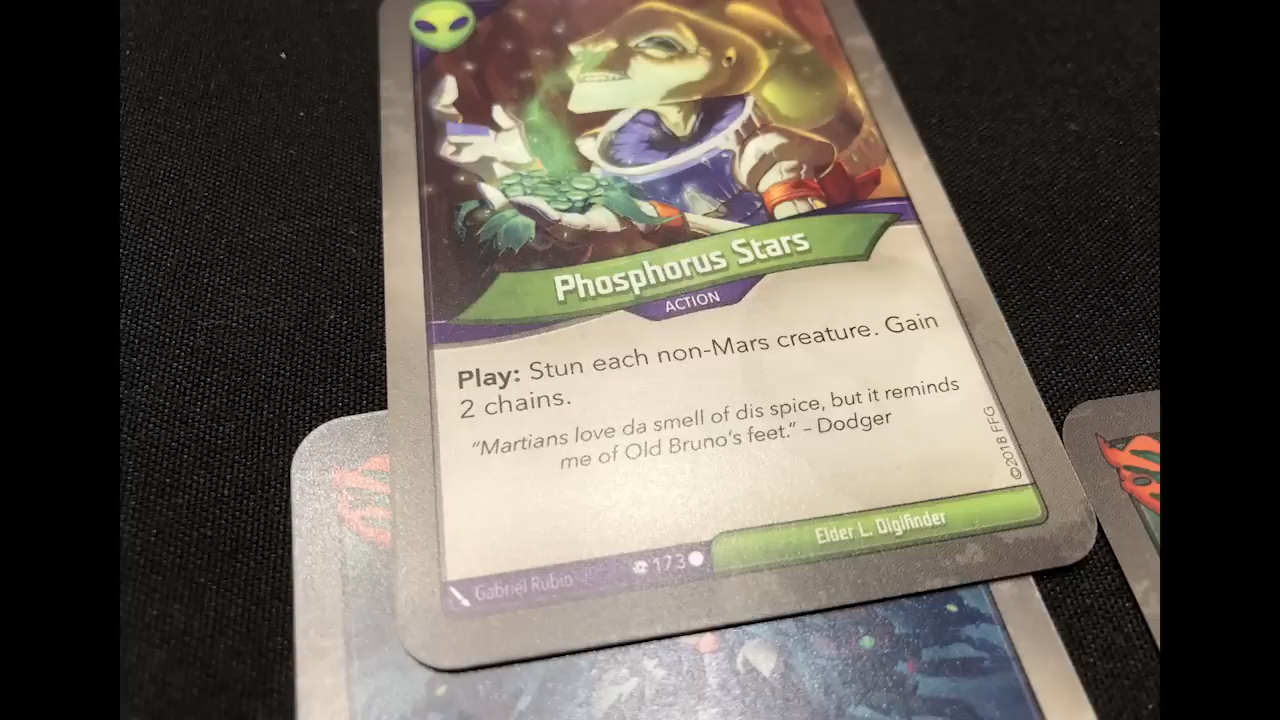 Phosphorus Stars
ACTION
Play: Stun each non-Mars creature. Gain
2 chains.
"Martians love da smell of dis spice, but it reminds
me of Old Bruno's feet." – Dodger
©2018 FFG
Elder L. Digifinder
Gabriel Rubio
173